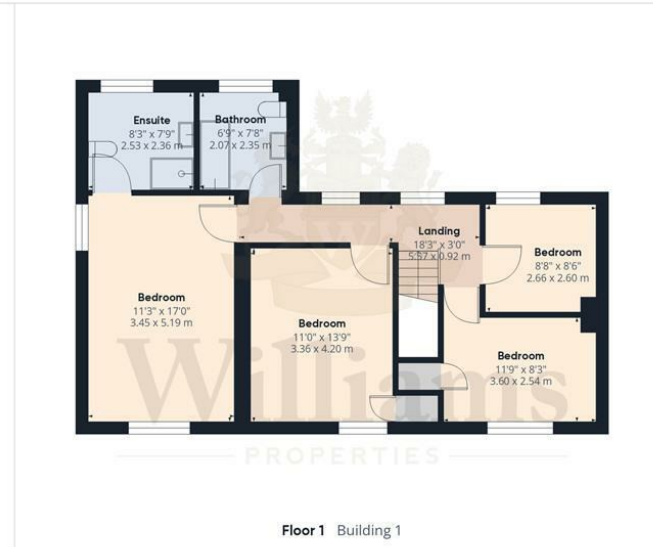 Ensuite
8'3" x 7'9"
2.53 x 2.36 m
Bathroom
6'9" x 7'8"
2.07 x 2.35 m
Landing
18'3" x 3'0"
5.57 x 0.92 m
Bedroom
8'8" x 8'6"
2.66 x 2.60 m
Bedroom
11'3" x 17'0"
3.45 x 5.19 m
Bedroom
11'0" x 13'9"
3.36 x 4.20 m
Bedroom
11'9" x 8'3"
3.60 x 2.54 m
W
Williams
PROPERTIES
Floor 1 Building 1